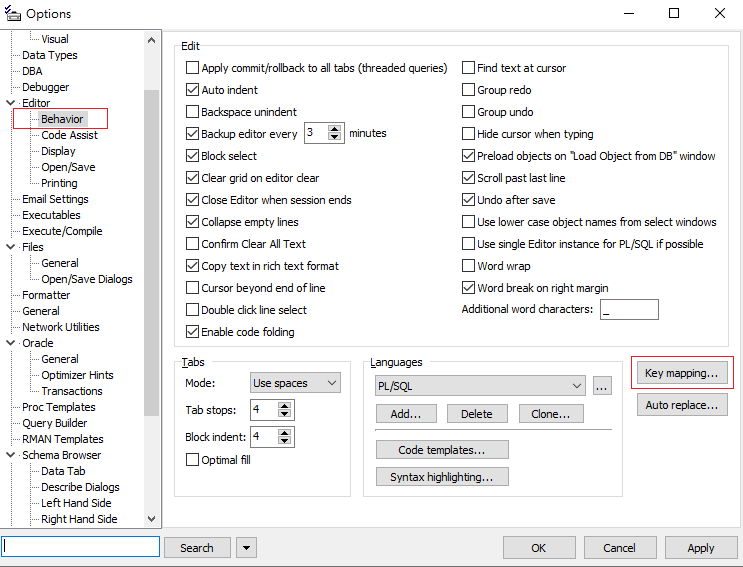 Options
Visual
Data Types
DBA
Debugger
Editor
Behavior
Code Assist
Display
Open/Save
Printing
Email Settings
Executables
Execute/Compile
Files
General
Open/Save Dialogs
Formatter
General
Network Utilities
Oracle
General
Optimizer Hints
Transactions
Proc Templates
Query Builder
RMAN Templates
Schema Browser
Data Tab
Describe Dialogs
Left Hand Side
Right Hand Side
Edit
Apply commit/rollback to all tabs (threaded queries)
Auto indent
Backspace unindent
Backup editor every 3 minutes
Block select
Clear grid on editor clear
Close Editor when session ends
Collapse empty lines
Confirm Clear All Text
Copy text in rich text format
Cursor beyond end of line
Double click line select
Enable code folding
Find text at cursor
Group redo
Group undo
Hide cursor when typing
Preload objects on "Load Object from DB" window
Scroll past last line
Undo after save
Use lower case object names from select windows
Use single Editor instance for PL/SQL if possible
Word wrap
Word break on right margin
Additional word characters: _
Tabs
Mode: Use spaces
Tab stops: 4
Block indent: 4
Optimal fill
Languages
PL/SQL ...
Add... Delete Clone...
Code templates...
Syntax highlighting...
Key mapping...
Auto replace...
Search OK Cancel Apply